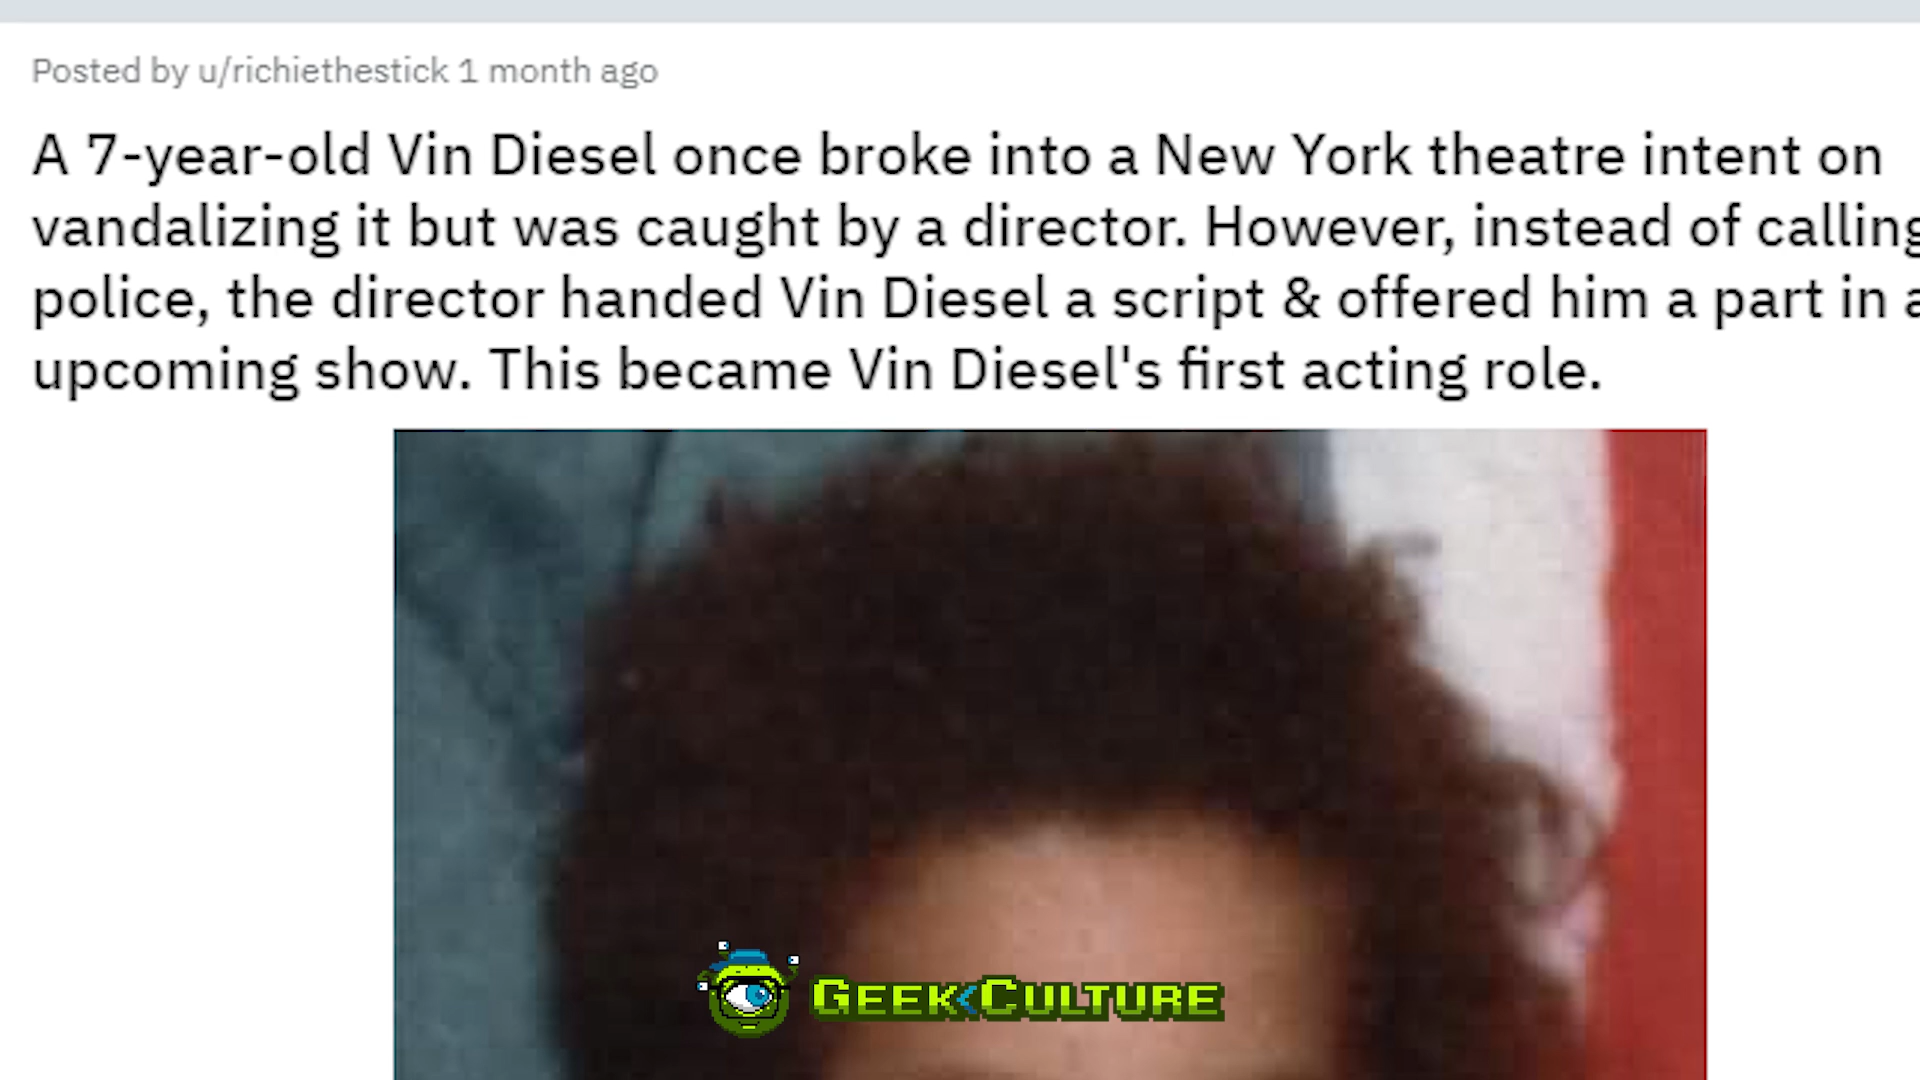 Posted by u/richiethestick 1 month ago
A 7-year-old Vin Diesel once broke into a New York theatre intent on
vandalizing it but was caught by a director. However, instead of calling
police, the director handed Vin Diesel a script & offered him a part in a
upcoming show. This became Vin Diesel's first acting role.
GEEK<CULTURE